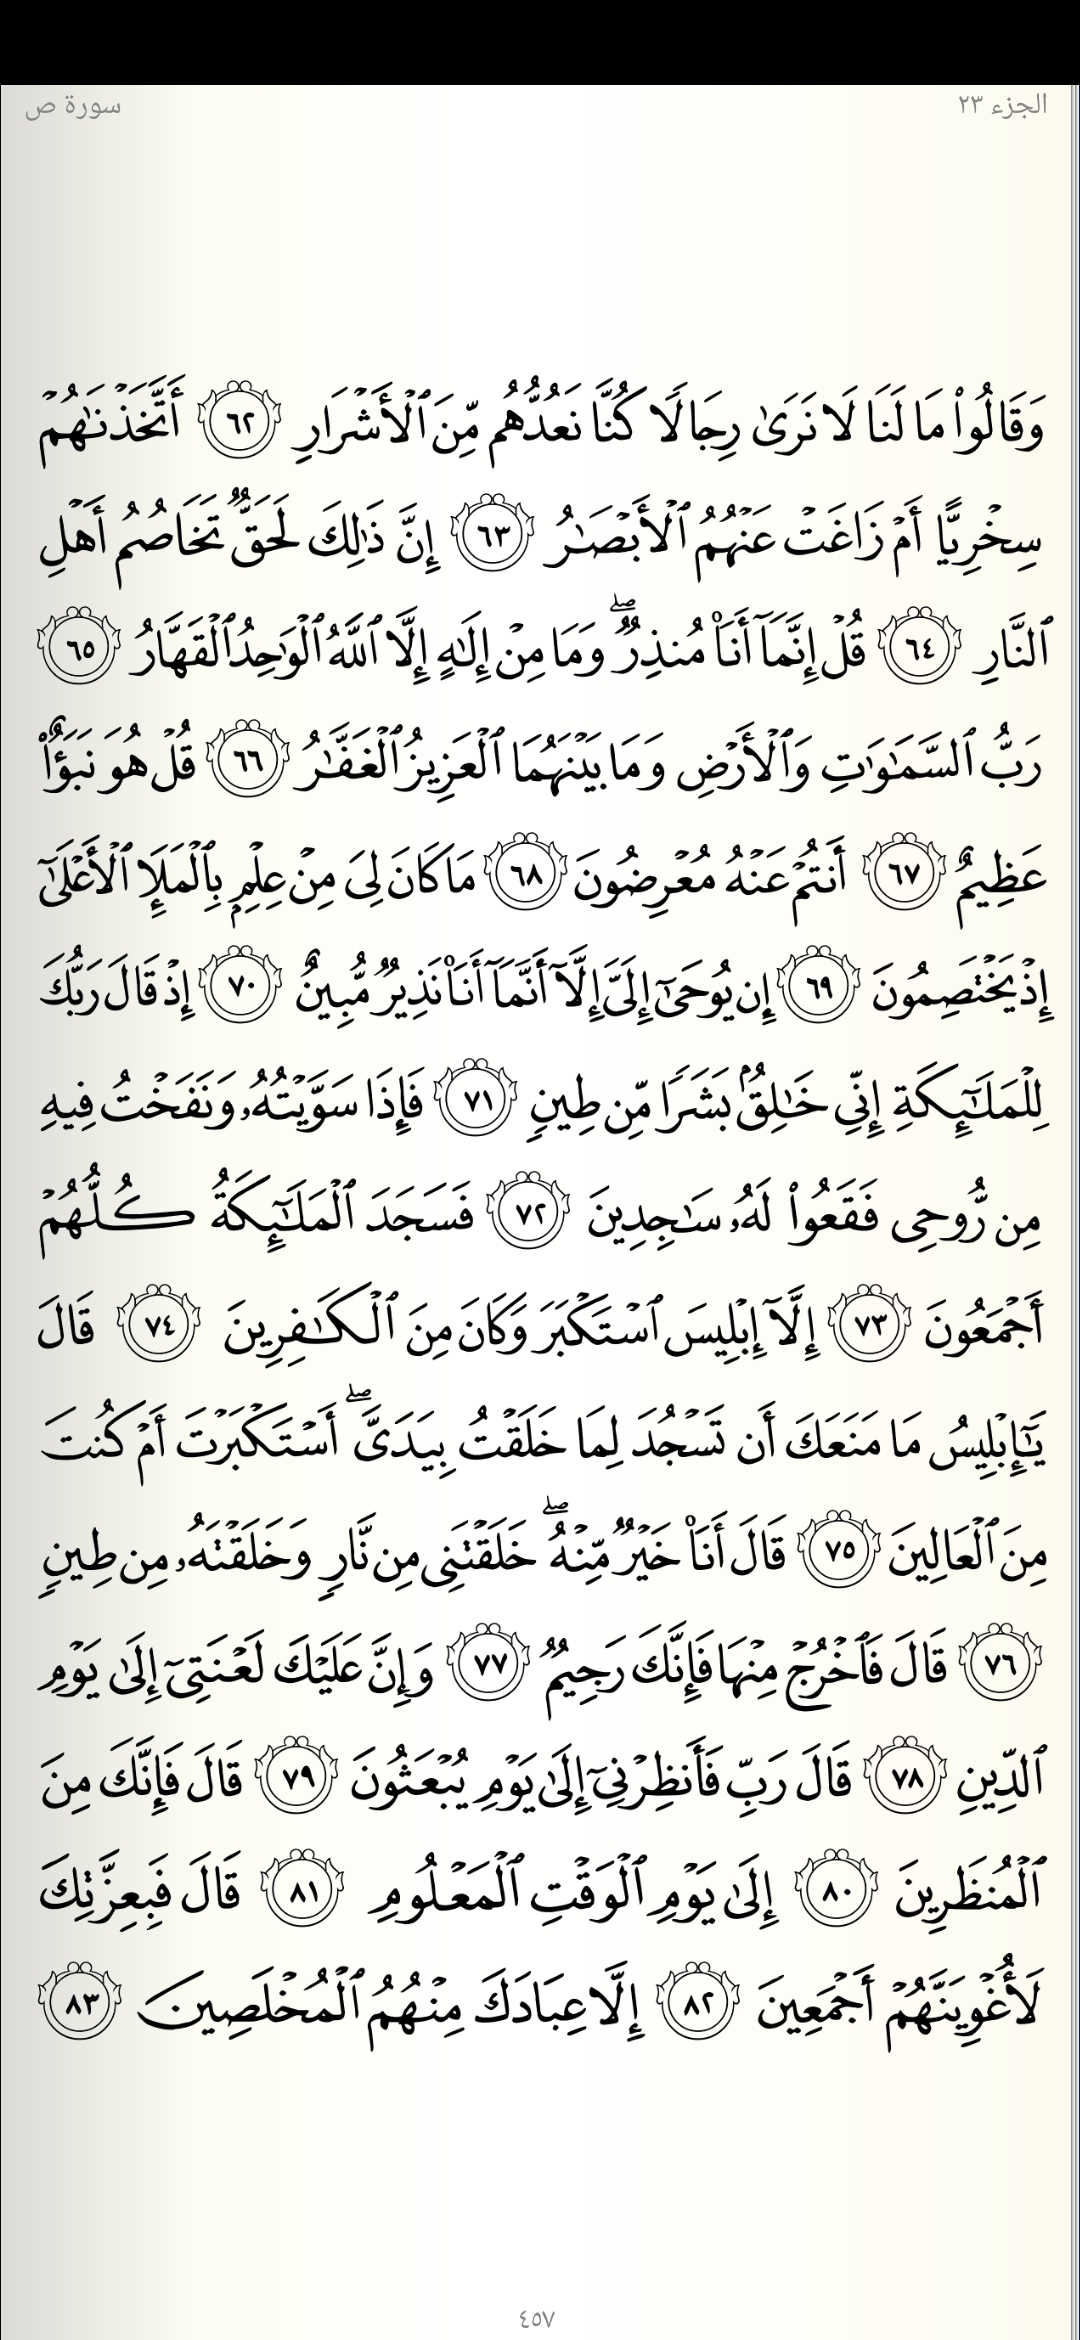 الجزء ٢٣
سورة ص
وَقَالُوا۟ مَا لَنَا لَا نَرَىٰ رِجَالًا كُنَّا نَعُدُّهُم مِّنَ ٱلْأَشْرَارِ ٦٢ أَتَّخَذْنَـٰهُمْ
سِخْرِيًّا أَمْ زَاغَتْ عَنْهُمُ ٱلْأَبْصَـٰرُ ٦٣ إِنَّ ذَٰلِكَ لَحَقٌّ تَخَاصُمُ أَهْلِ
ٱلنَّارِ ٦٤ قُلْ إِنَّمَآ أَنَا۠ مُنذِرٌ ۖ وَمَا مِنْ إِلَـٰهٍ إِلَّا ٱللَّهُ ٱلْوَٰحِدُ ٱلْقَهَّارُ ٦٥
رَبُّ ٱلسَّمَـٰوَٰتِ وَٱلْأَرْضِ وَمَا بَيْنَهُمَا ٱلْعَزِيزُ ٱلْغَفَّـٰرُ ٦٦ قُلْ هُوَ نَبَؤٌا۟
عَظِيمٌ ٦٧ أَنتُمْ عَنْهُ مُعْرِضُونَ ٦٨ مَا كَانَ لِىَ مِنْ عِلْمٍۭ بِٱلْمَلَإِ ٱلْأَعْلَىٰٓ
إِذْ يَخْتَصِمُونَ ٦٩ إِن يُوحَىٰٓ إِلَىَّ إِلَّآ أَنَّمَآ أَنَا۠ نَذِيرٌ مُّبِينٌ ٧٠ إِذْ قَالَ رَبُّكَ
لِلْمَلَـٰٓئِكَةِ إِنِّى خَـٰلِقٌۢ بَشَرًا مِّن طِينٍ ٧١ فَإِذَا سَوَّيْتُهُۥ وَنَفَخْتُ فِيهِ
مِن رُّوحِى فَقَعُوا۟ لَهُۥ سَـٰجِدِينَ ٧٢ فَسَجَدَ ٱلْمَلَـٰٓئِكَةُ كُلُّهُمْ
أَجْمَعُونَ ٧٣ إِلَّآ إِبْلِيسَ ٱسْتَكْبَرَ وَكَانَ مِنَ ٱلْكَـٰفِرِينَ ٧٤ قَالَ
يَـٰٓإِبْلِيسُ مَا مَنَعَكَ أَن تَسْجُدَ لِمَا خَلَقْتُ بِيَدَىَّ ۖ أَسْتَكْبَرْتَ أَمْ كُنتَ
مِنَ ٱلْعَالِينَ ٧٥ قَالَ أَنَا۠ خَيْرٌ مِّنْهُ ۖ خَلَقْتَنِى مِن نَّارٍ وَخَلَقْتَهُۥ مِن طِينٍ
٧٦ قَالَ فَٱخْرُجْ مِنْهَا فَإِنَّكَ رَجِيمٌ ٧٧ وَإِنَّ عَلَيْكَ لَعْنَتِىٓ إِلَىٰ يَوْمِ
ٱلدِّينِ ٧٨ قَالَ رَبِّ فَأَنظِرْنِىٓ إِلَىٰ يَوْمِ يُبْعَثُونَ ٧٩ قَالَ فَإِنَّكَ مِنَ
ٱلْمُنظَرِينَ ٨٠ إِلَىٰ يَوْمِ ٱلْوَقْتِ ٱلْمَعْلُومِ ٨١ قَالَ فَبِعِزَّتِكَ
لَأُغْوِيَنَّهُمْ أَجْمَعِينَ ٨٢ إِلَّا عِبَادَكَ مِنْهُمُ ٱلْمُخْلَصِينَ ٨٣
٤٥٧